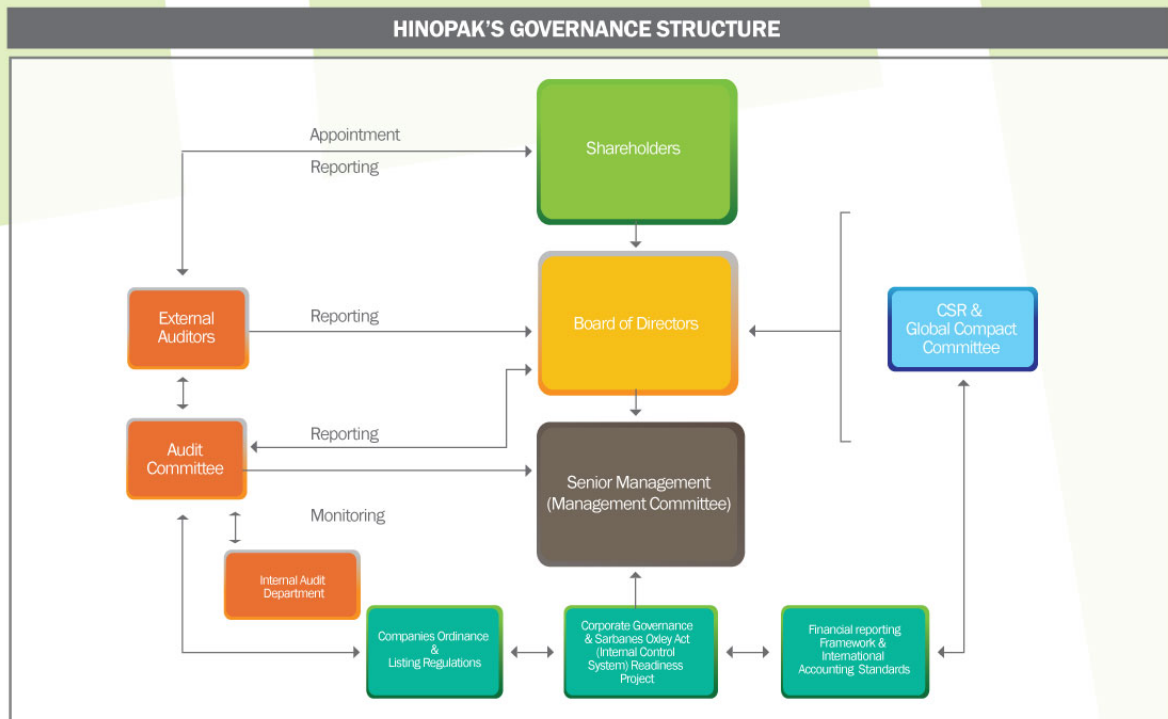 HINOPAK'S GOVERNANCE STRUCTURE
Appointment
Reporting
Shareholders
External
Auditors
Reporting
Board of Directors
CSR &
Global Compact
Committee
Audit
Committee
Reporting
Senior Management
(Management Committee)
Monitoring
Internal Audit
Department
Companies Ordinance
&
Listing Regulations
Corporate Governance
& Sarbanes Oxley Act
(Internal Control
System) Readiness
Project
Financial reporting
Framework &
International
Accounting Standards